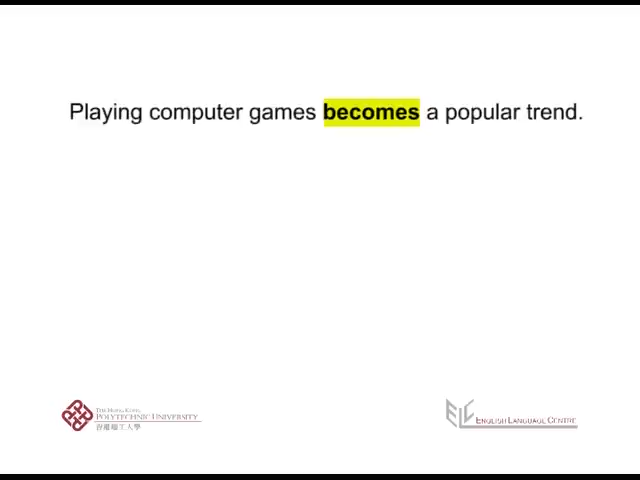 Playing computer games becomes a popular trend.
THE HONG KONG
POLYTECHNIC UNIVERSITY
香港理工大學
ELC
ENGLISH LANGUAGE CENTRE